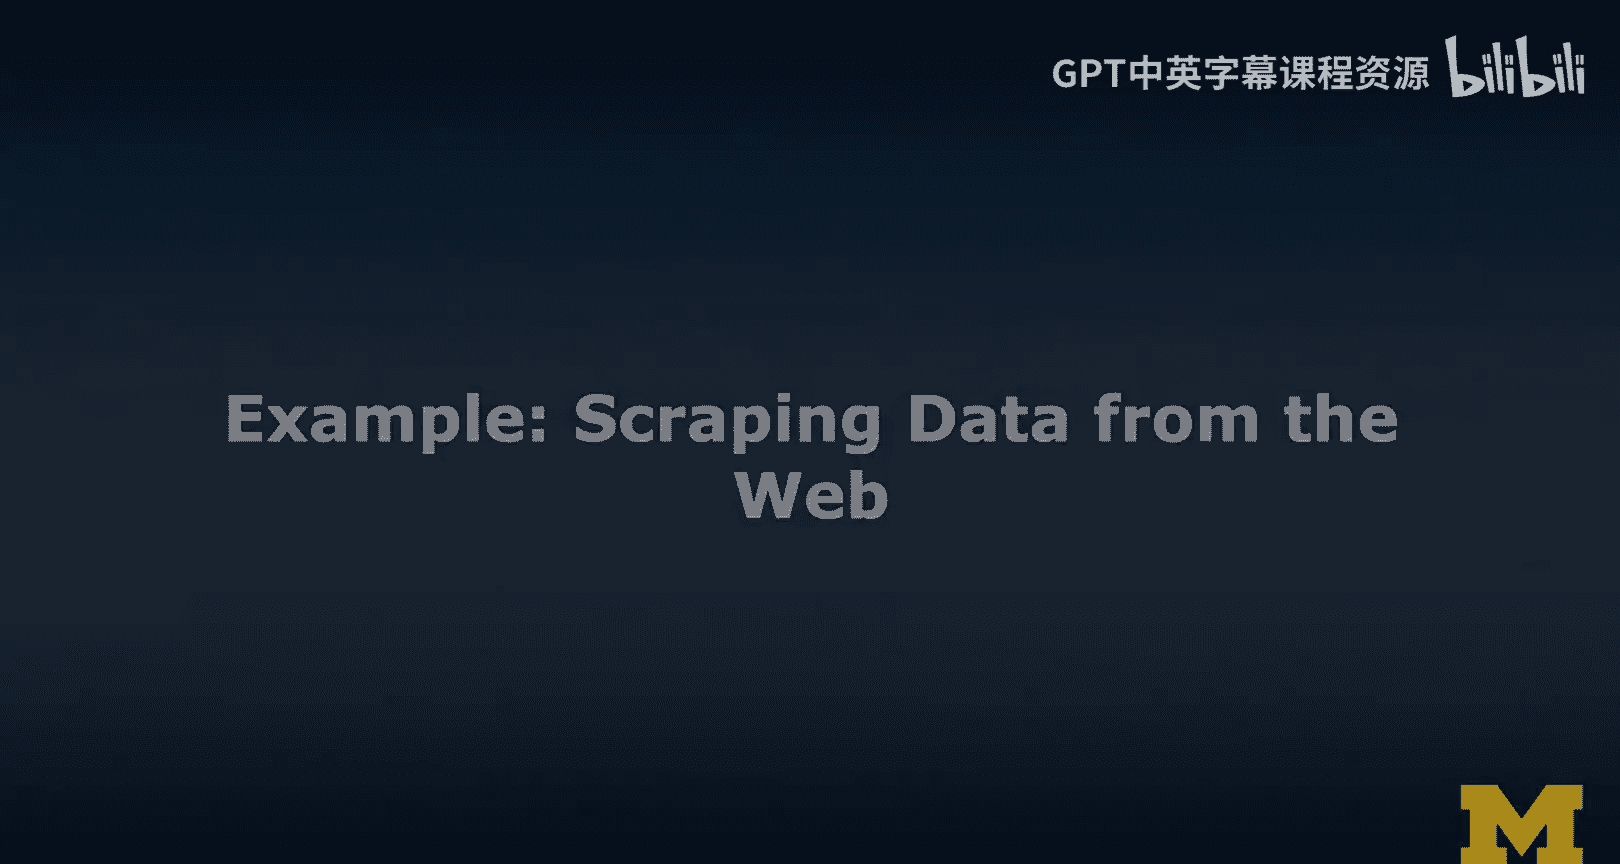 GPT中英字幕课程资源 bilibili
Example: Scraping Data from the
Web
M